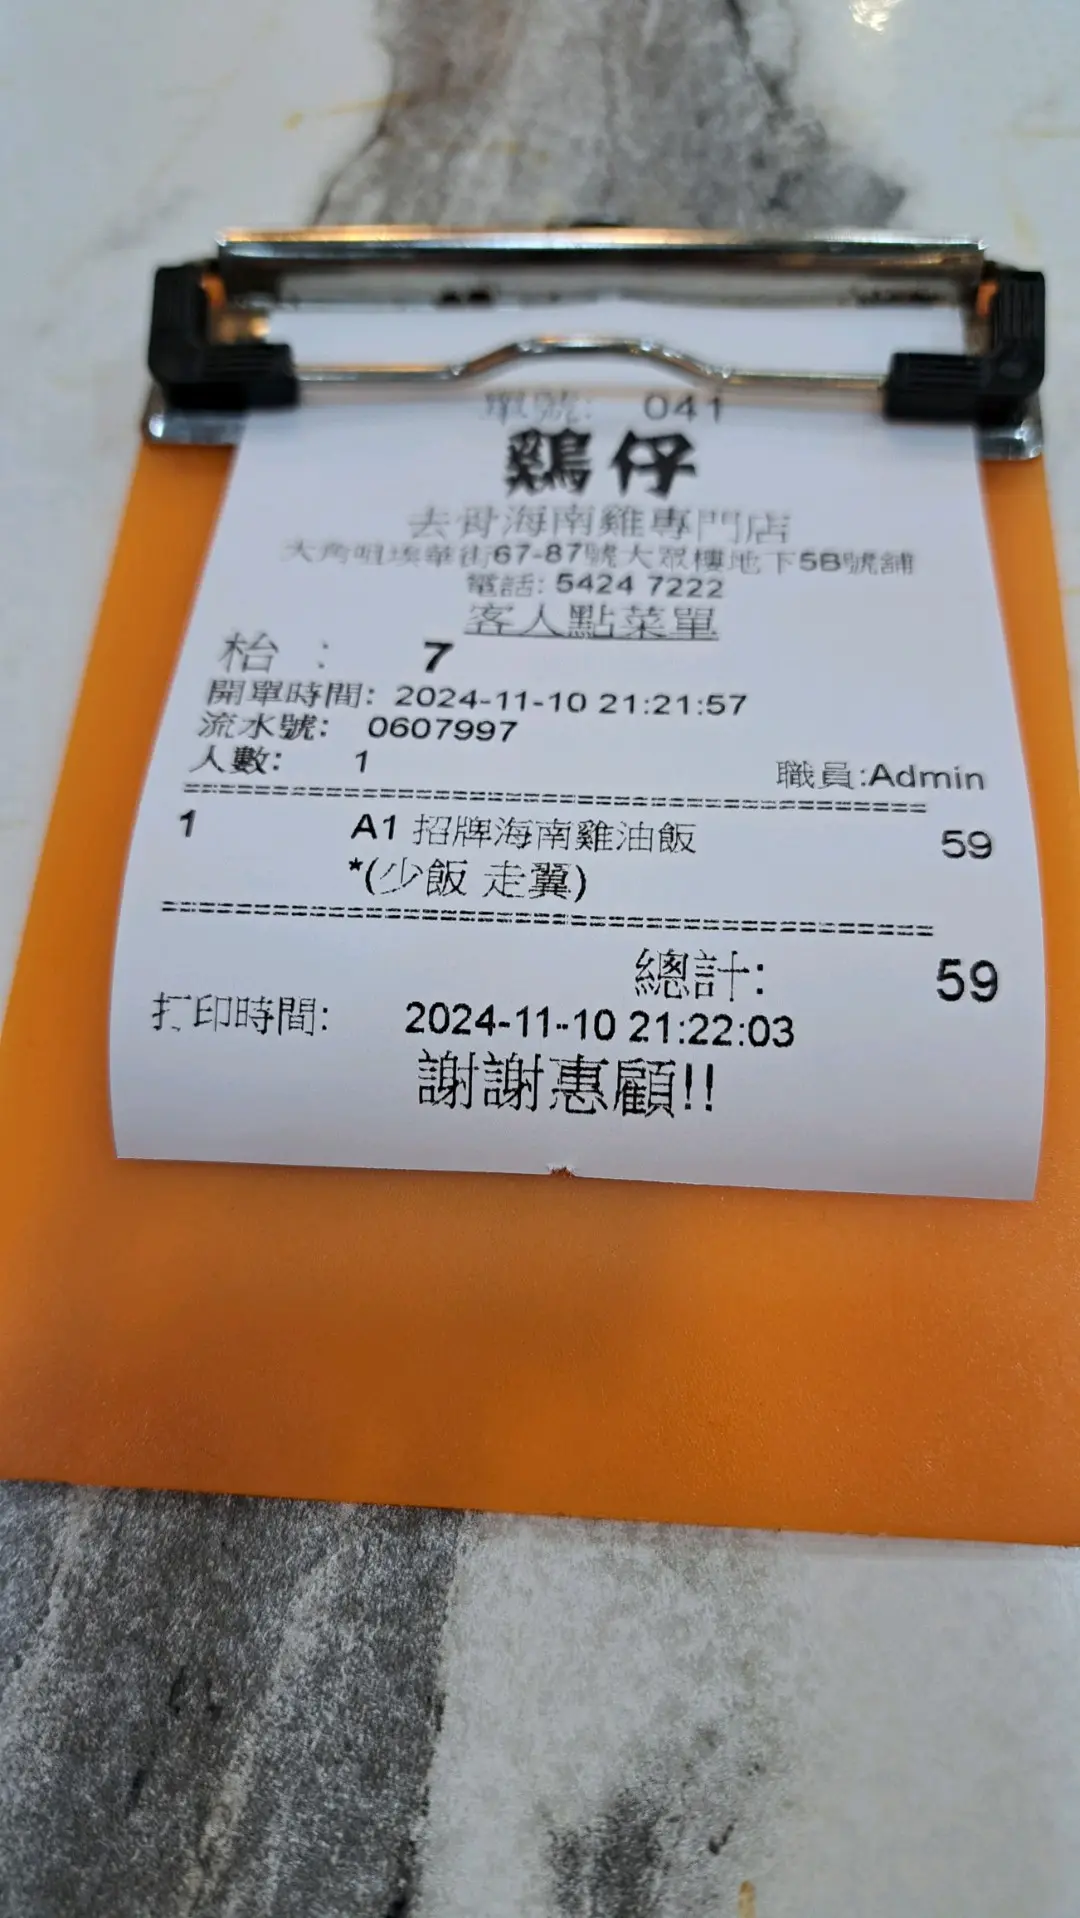 單號: 041
鷄仔
去骨海南雞專門店
大角咀埃華街67-87號大眾樓地下5B號舖
電話: 5424 7222
客人點菜單
枱 : 7
開單時間: 2024-11-10 21:21:57
流水號: 0607997
人數: 1 職員:Admin
1 A1 招牌海南雞油飯 59
*(少飯 走翼)
總計: 59
打印時間: 2024-11-10 21:22:03
謝謝惠顧!!